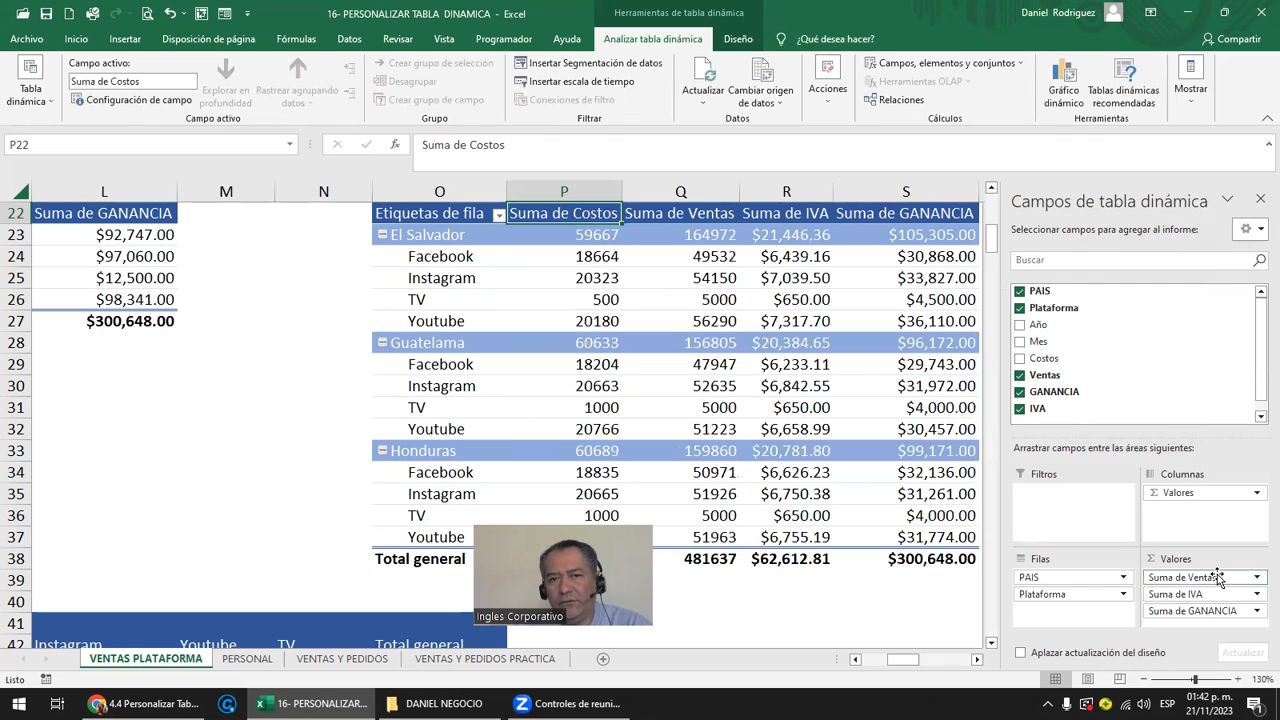 16- PERSONALIZAR TABLA DINAMICA - Excel
Herramientas de tabla dinámica
Daniel Rodriguez
Archivo Inicio Insertar Disposición de página Fórmulas Datos Revisar Vista Programador Ayuda Analizar tabla dinámica Diseño ¿Qué desea hacer? Compartir
Tabla dinámica
Campo activo:
Suma de Costos
Configuración de campo
Explorar en profundidad
Rastrear agrupando datos
Campo activo
Crear grupo de selección
Desagrupar
Crear grupo de campo
Grupo
Insertar Segmentación de datos
Insertar escala de tiempo
Conexiones de filtro
Filtrar
Actualizar
Cambiar origen de datos
Datos
Acciones
Campos, elementos y conjuntos
Herramientas OLAP
Relaciones
Cálculos
Gráfico dinámico
Tablas dinámicas recomendadas
Herramientas
Mostrar
P22
fx
Suma de Costos
L M N O P Q R S
22 Suma de GANANCIA Etiquetas de fila Suma de Costos Suma de Ventas Suma de IVA Suma de GANANCIA
23 $92,747.00 El Salvador 59667 164972 $21,446.36 $105,305.00
24 $97,060.00 Facebook 18664 49532 $6,439.16 $30,868.00
25 $12,500.00 Instagram 20323 54150 $7,039.50 $33,827.00
26 $98,341.00 TV 500 5000 $650.00 $4,500.00
27 $300,648.00 Youtube 20180 56290 $7,317.70 $36,110.00
28 Guatelama 60633 156805 $20,384.65 $96,172.00
29 Facebook 18204 47947 $6,233.11 $29,743.00
30 Instagram 20663 52635 $6,842.55 $31,972.00
31 TV 1000 5000 $650.00 $4,000.00
32 Youtube 20766 51223 $6,658.99 $30,457.00
33 Honduras 60689 159860 $20,781.80 $99,171.00
34 Facebook 18835 50971 $6,626.23 $32,136.00
35 Instagram 20665 51926 $6,750.38 $31,261.00
36 TV 1000 5000 $650.00 $4,000.00
37 Youtube 51963 $6,755.19 $31,774.00
38 Total general 481637 $62,612.81 $300,648.00
39
40
41
42 Instagram Youtube TV Total general
Ingles Corporativo
Campos de tabla dinámica
Seleccionar campos para agregar al informe:
Buscar
PAIS
Plataforma
Año
Mes
Costos
Ventas
GANANCIA
IVA
Arrastrar campos entre las áreas siguientes:
Filtros
Columnas
Σ Valores
Filas
Σ Valores
PAIS
Suma de Ventas
Plataforma
Suma de IVA
Suma de GANANCIA
Aplazar actualización del diseño
Actualizar
VENTAS PLATAFORMA PERSONAL VENTAS Y PEDIDOS VENTAS Y PEDIDOS PRACTICA
Listo
130%
4.4 Personalizar Tab...
16- PERSONALIZAR...
DANIEL NEGOCIO
Controles de reuni...
ESP
01:42 p. m.
21/11/2023